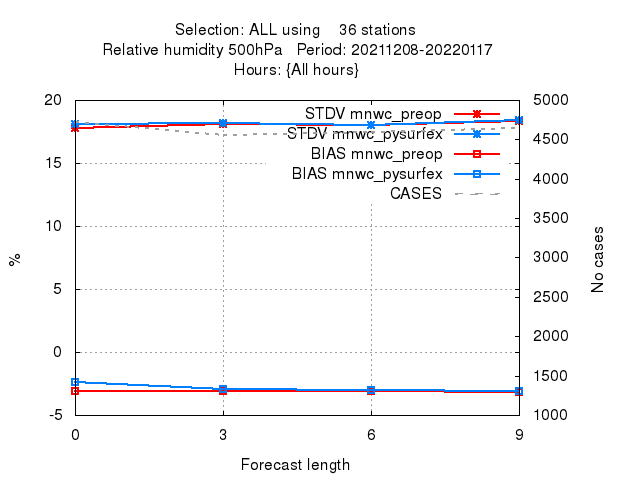 Selection: ALL using 36 stations
Relative humidity 500hPa Period: 20211208-20220117
Hours: {All hours}
20
15
10
5
0
-5
%
STDV mnwc_preop
STDV mnwc_pysurfex
BIAS mnwc_preop
BIAS mnwc_pysurfex
CASES
5000
4500
4000
3500
3000
2500
2000
1500
1000
No cases
0 3 6 9
Forecast length